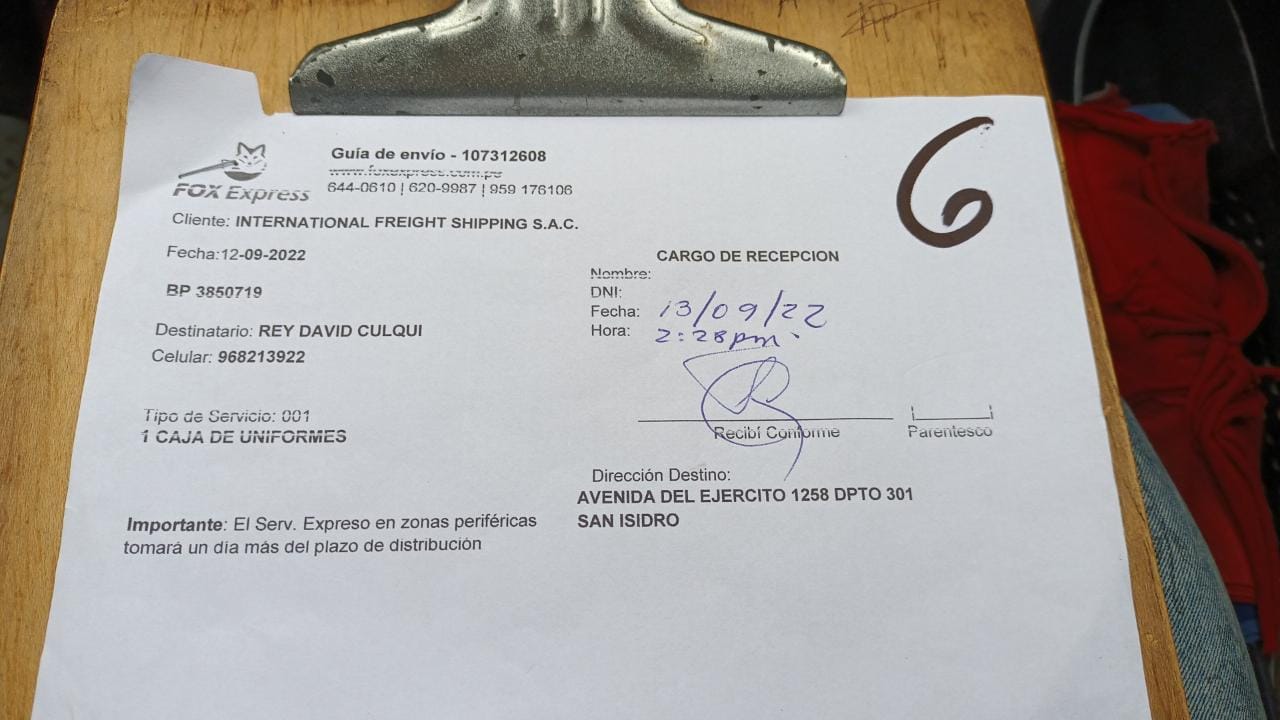 6
FOX Express
Guía de envío - 107312608
www.foxexpress.com.pe
644-0610 | 620-9987 | 959 176106
Cliente: INTERNATIONAL FREIGHT SHIPPING S.A.C.
Fecha:12-09-2022
BP 3850719
Destinatario: REY DAVID CULQUI
Celular: 968213922
Tipo de Servicio: 001
1 CAJA DE UNIFORMES
Importante: El Serv. Expreso en zonas periféricas
tomará un día más del plazo de distribución
CARGO DE RECEPCION
Nombre:
DNI:
Fecha: 13/09/22
Hora: 2:28pm.
Recibí Conforme
Parentesco
Dirección Destino:
AVENIDA DEL EJERCITO 1258 DPTO 301
SAN ISIDRO